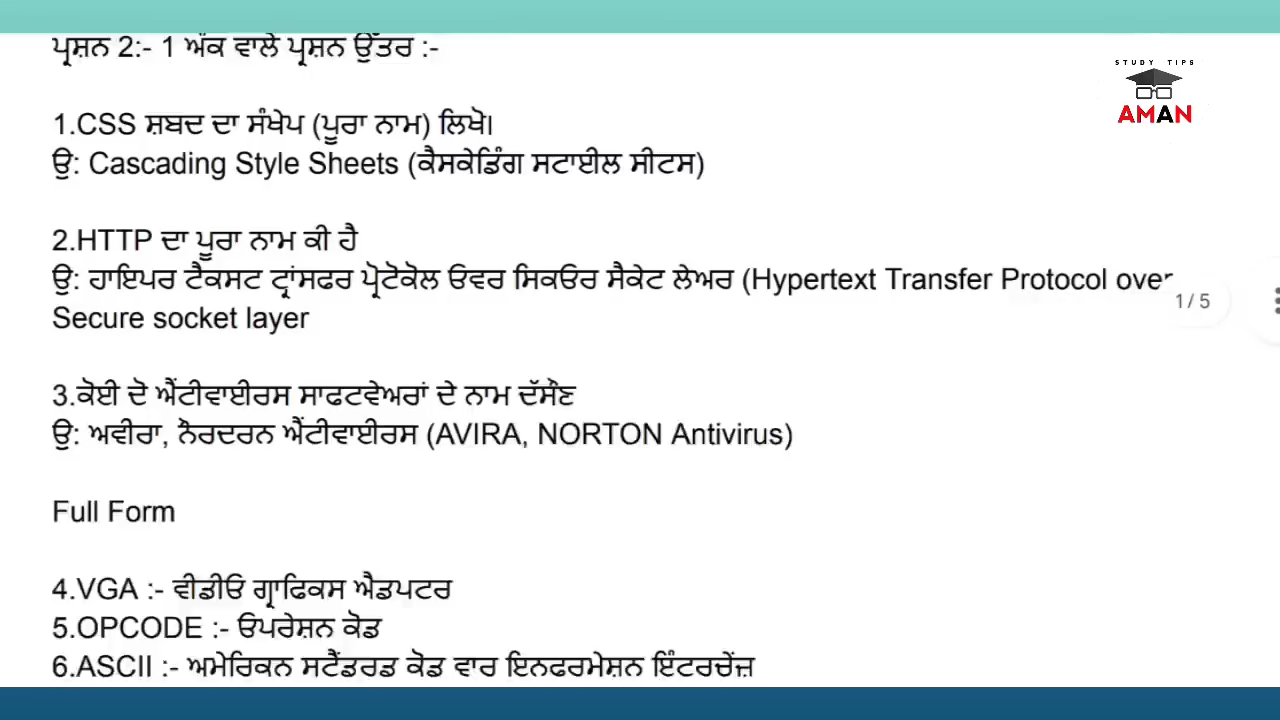 ਪ੍ਰਸ਼ਨ 2:- 1 ਅੰਕ ਵਾਲੇ ਪ੍ਰਸ਼ਨ ਉੱਤਰ :-
STUDY TIPS
AMAN
1.CSS ਸ਼ਬਦ ਦਾ ਸੰਖੇਪ (ਪੂਰਾ ਨਾਮ) ਲਿਖੋ।
ਉ: Cascading Style Sheets (ਕੈਸਕੇਡਿੰਗ ਸਟਾਈਲ ਸੀਟਸ)
2.HTTP ਦਾ ਪੂਰਾ ਨਾਮ ਕੀ ਹੈ
ਉ: ਹਾਇਪਰ ਟੈਕਸਟ ਟ੍ਰਾਂਸਫਰ ਪ੍ਰੋਟੋਕੋਲ ਓਵਰ ਸਿਕਓਰ ਸੈਕੇਟ ਲੇਅਰ (Hypertext Transfer Protocol over
Secure socket layer
1 / 5
3.ਕੋਈ ਦੋ ਐਂਟੀਵਾਈਰਸ ਸਾਫਟਵੇਅਰਾਂ ਦੇ ਨਾਮ ਦੱਸੋਣ
ਉ: ਅਵੀਰਾ, ਨੋਰਦਰਨ ਐਂਟੀਵਾਈਰਸ (AVIRA, NORTON Antivirus)
Full Form
4.VGA :- ਵੀਡੀਓ ਗ੍ਰਾਫਿਕਸ ਐਡਪਟਰ
5.OPCODE :- ਓਪਰੇਸ਼ਨ ਕੋਡ
6.ASCII :- ਅਮੇਰਿਕਨ ਸਟੈਂਡਰਡ ਕੋਡ ਵਾਰ ਇਨਫਰਮੇਸ਼ਨ ਇੰਟਰਚੇਂਜ਼